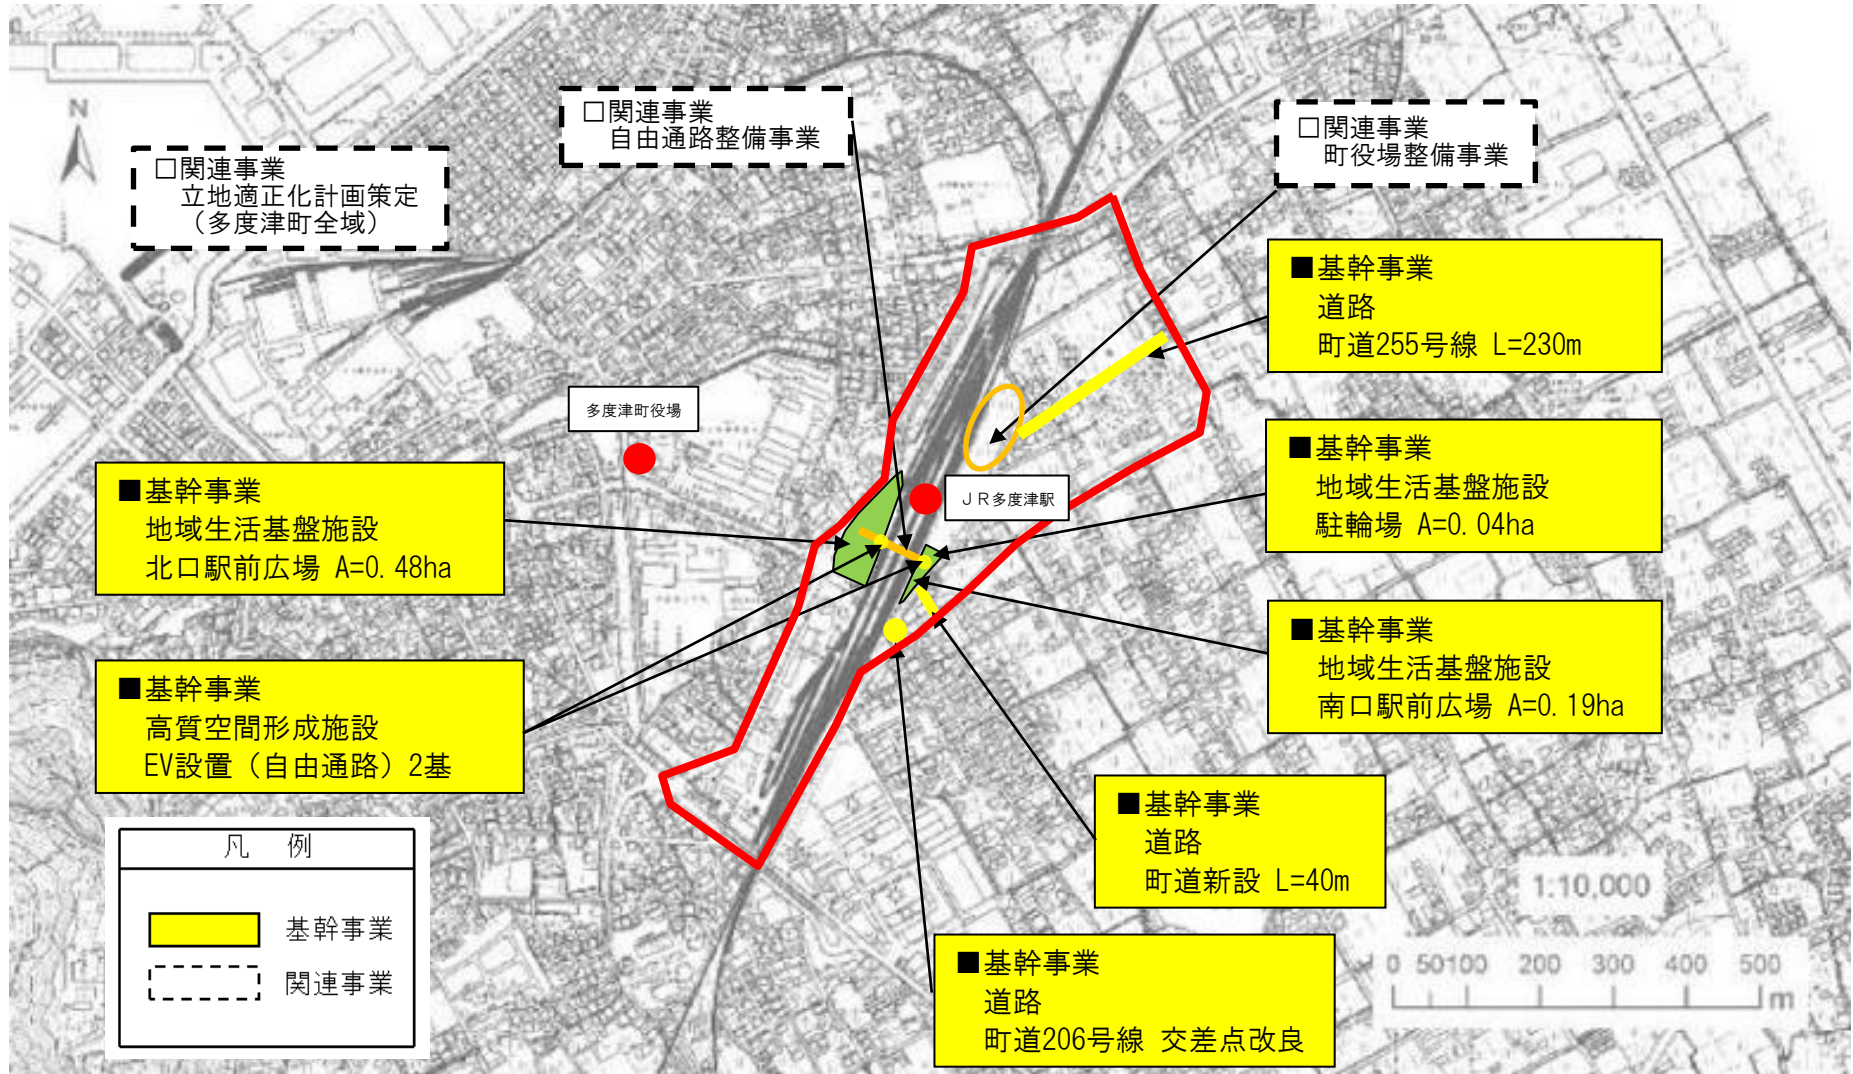 N
□関連事業
立地適正化計画策定
（多度津町全域）
□関連事業
自由通路整備事業
□関連事業
町役場整備事業
■基幹事業
道路
町道255号線 L=230m
多度津町役場
■基幹事業
地域生活基盤施設
北口駅前広場 A=0.48ha
ＪＲ多度津駅
■基幹事業
地域生活基盤施設
駐輪場 A=0.04ha
■基幹事業
地域生活基盤施設
南口駅前広場 A=0.19ha
■基幹事業
高質空間形成施設
EV設置（自由通路）2基
■基幹事業
道路
町道新設 L=40m
■基幹事業
道路
町道206号線 交差点改良
凡 例
基幹事業
関連事業
1:10,000
0 50100 200 300 400 500
m